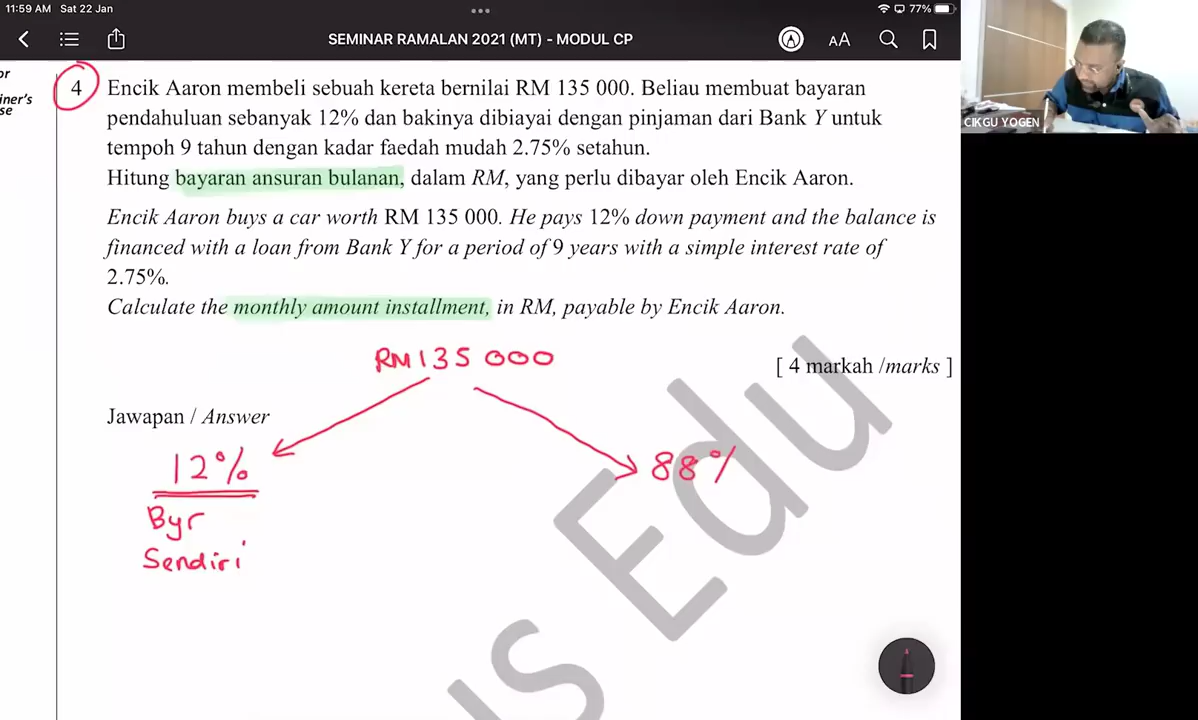 11:59 AM Sat 22 Jan
77%
SEMINAR RAMALAN 2021 (MT) - MODUL CP
AA
or
iner's
se
4 Encik Aaron membeli sebuah kereta bernilai RM 135 000. Beliau membuat bayaran
pendahuluan sebanyak 12% dan bakinya dibiayai dengan pinjaman dari Bank Y untuk
tempoh 9 tahun dengan kadar faedah mudah 2.75% setahun.
Hitung bayaran ansuran bulanan, dalam RM, yang perlu dibayar oleh Encik Aaron.
Encik Aaron buys a car worth RM 135 000. He pays 12% down payment and the balance is
financed with a loan from Bank Y for a period of 9 years with a simple interest rate of
2.75%.
Calculate the monthly amount installment, in RM, payable by Encik Aaron.
RM135 000
[ 4 markah /marks ]
Jawapan / Answer
12%
88%
Byr
Sendiri
us Edu
CIKGU YOGEN